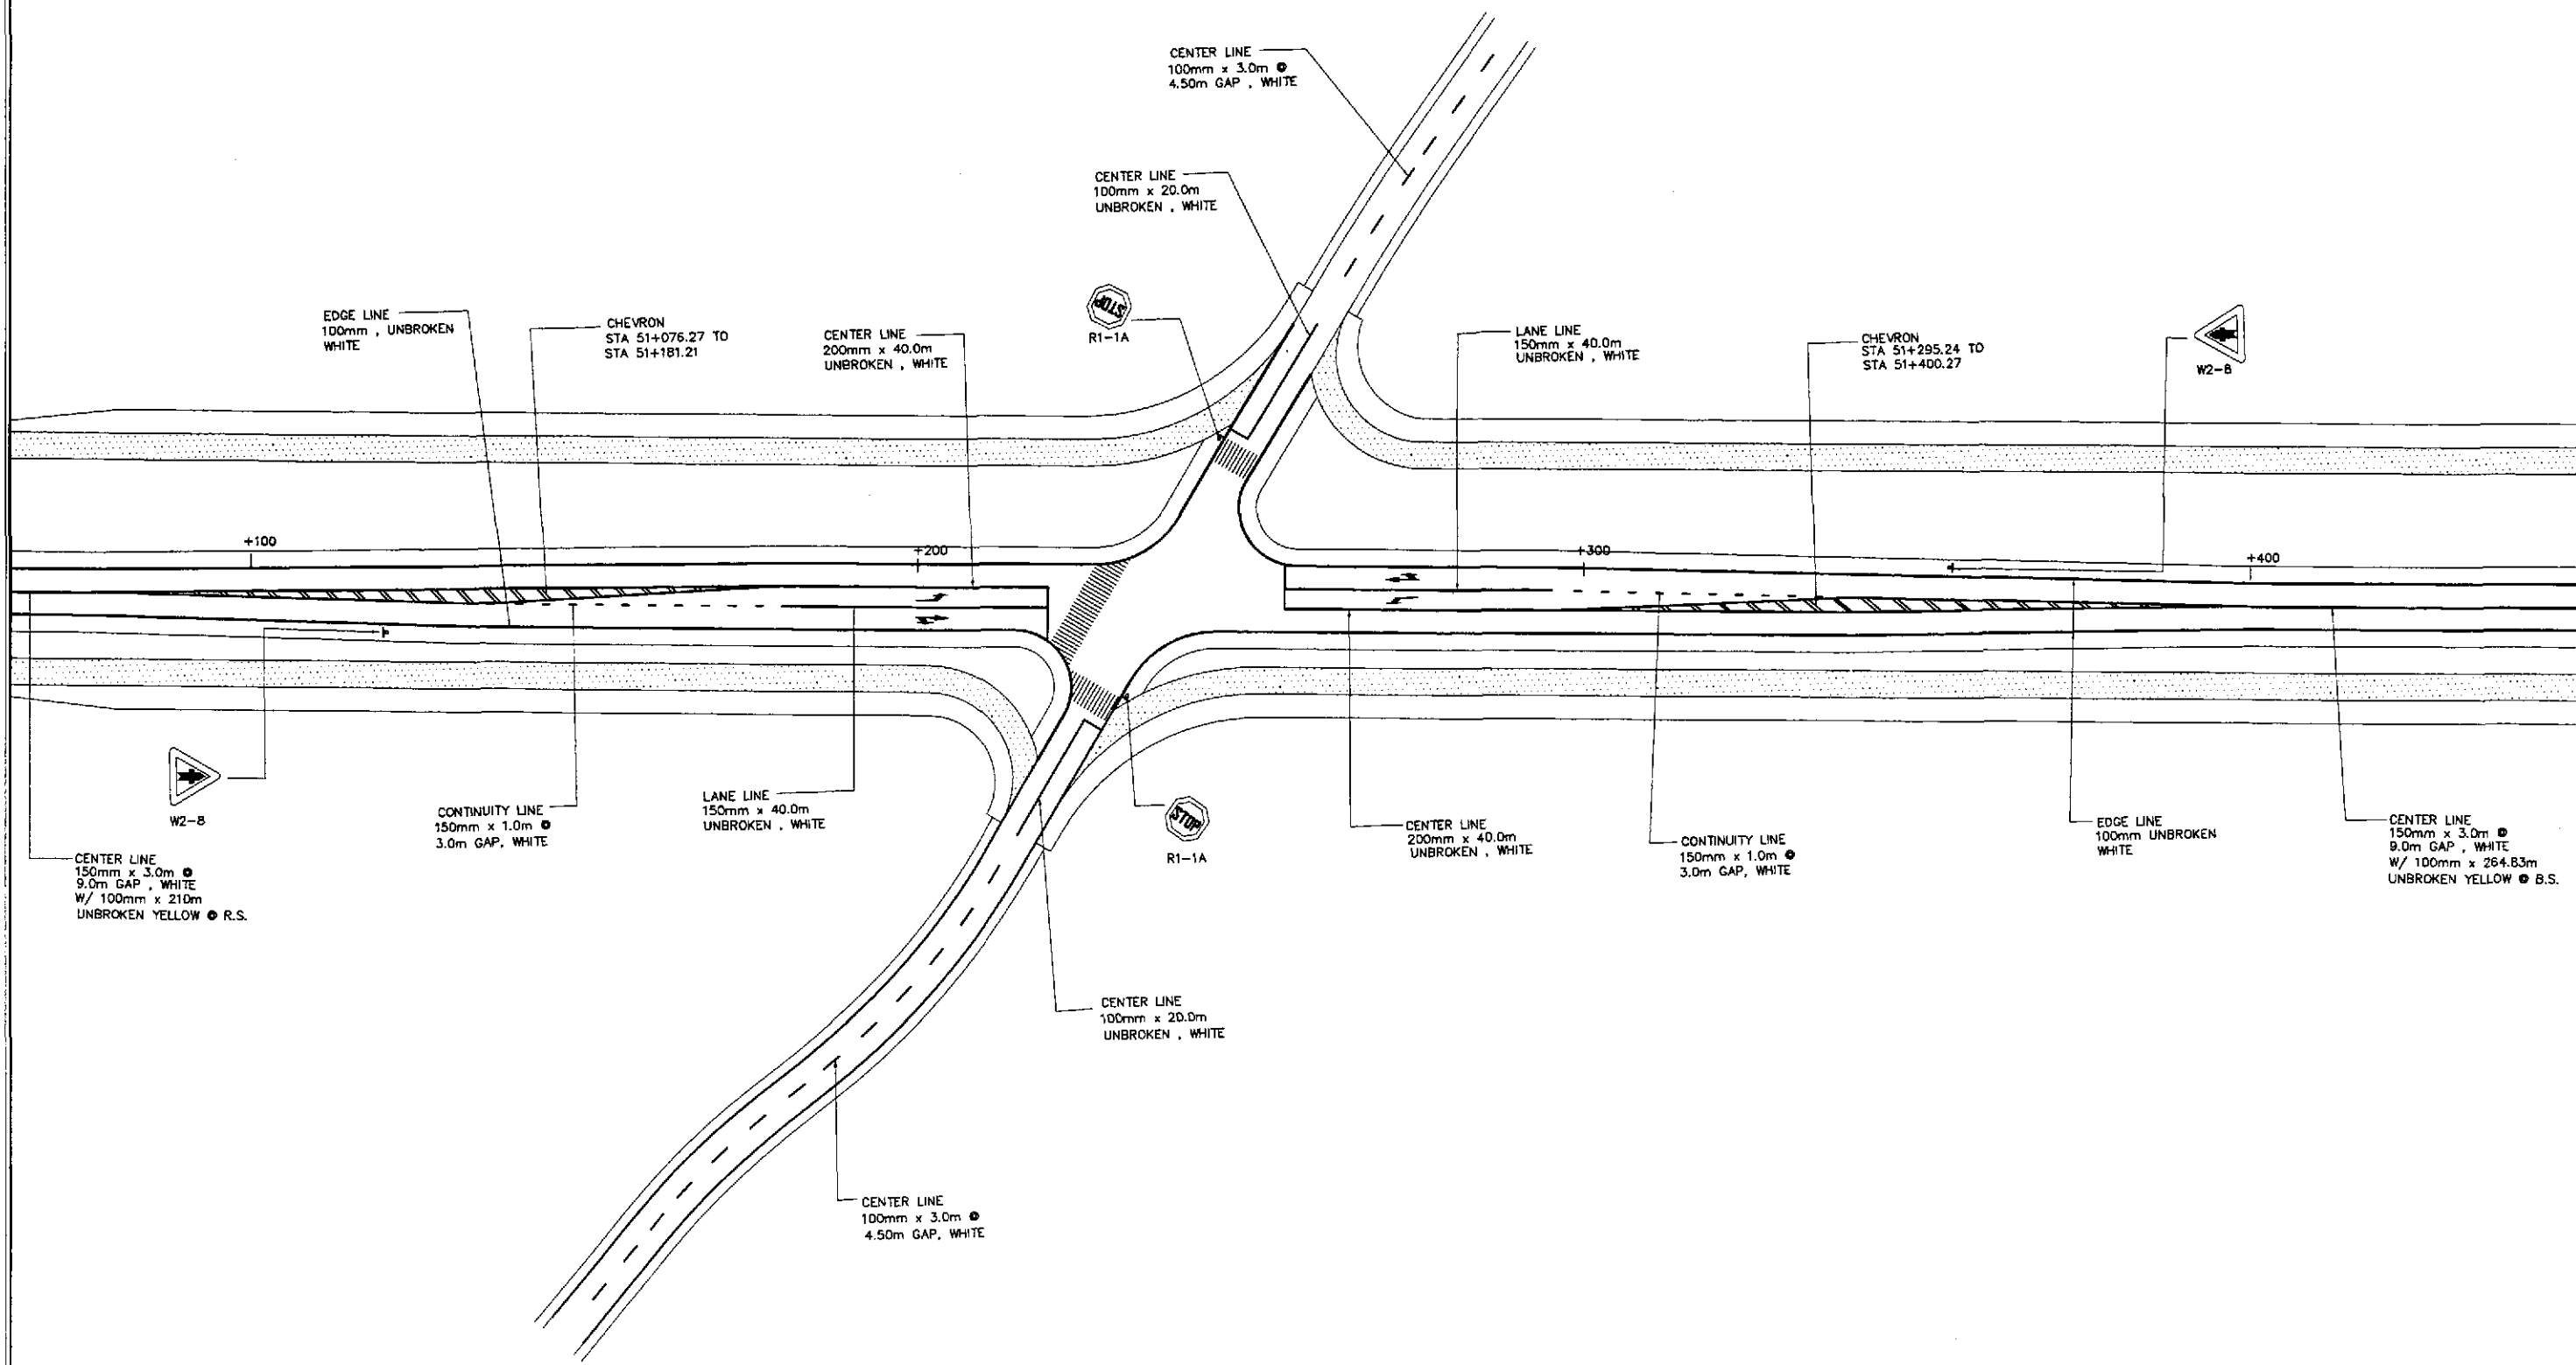 CENTER LINE
100mm x 3.0m @
4.50m GAP , WHITE
CENTER LINE
100mm x 20.0m
UNBROKEN , WHITE
STOP
R1-1A
EDGE LINE
100mm , UNBROKEN
WHITE
CHEVRON
STA 51+076.27 TO
STA 51+181.21
CENTER LINE
200mm x 40.0m
UNBROKEN , WHITE
LANE LINE
150mm x 40.0m
UNBROKEN , WHITE
CHEVRON
STA 51+295.24 TO
STA 51+400.27
W2-8
+100
+200
+300
+400
W2-8
CENTER LINE
150mm x 3.0m @
9.0m GAP , WHITE
W/ 100mm x 210m
UNBROKEN YELLOW @ R.S.
CONTINUITY LINE
150mm x 1.0m @
3.0m GAP, WHITE
LANE LINE
150mm x 40.0m
UNBROKEN , WHITE
STOP
R1-1A
CENTER LINE
200mm x 40.0m
UNBROKEN , WHITE
CONTINUITY LINE
150mm x 1.0m @
3.0m GAP, WHITE
EDGE LINE
100mm UNBROKEN
WHITE
CENTER LINE
150mm x 3.0m @
9.0m GAP , WHITE
W/ 100mm x 264.83m
UNBROKEN YELLOW @ B.S.
CENTER LINE
100mm x 20.0m
UNBROKEN , WHITE
CENTER LINE
100mm x 3.0m @
4.50m GAP, WHITE